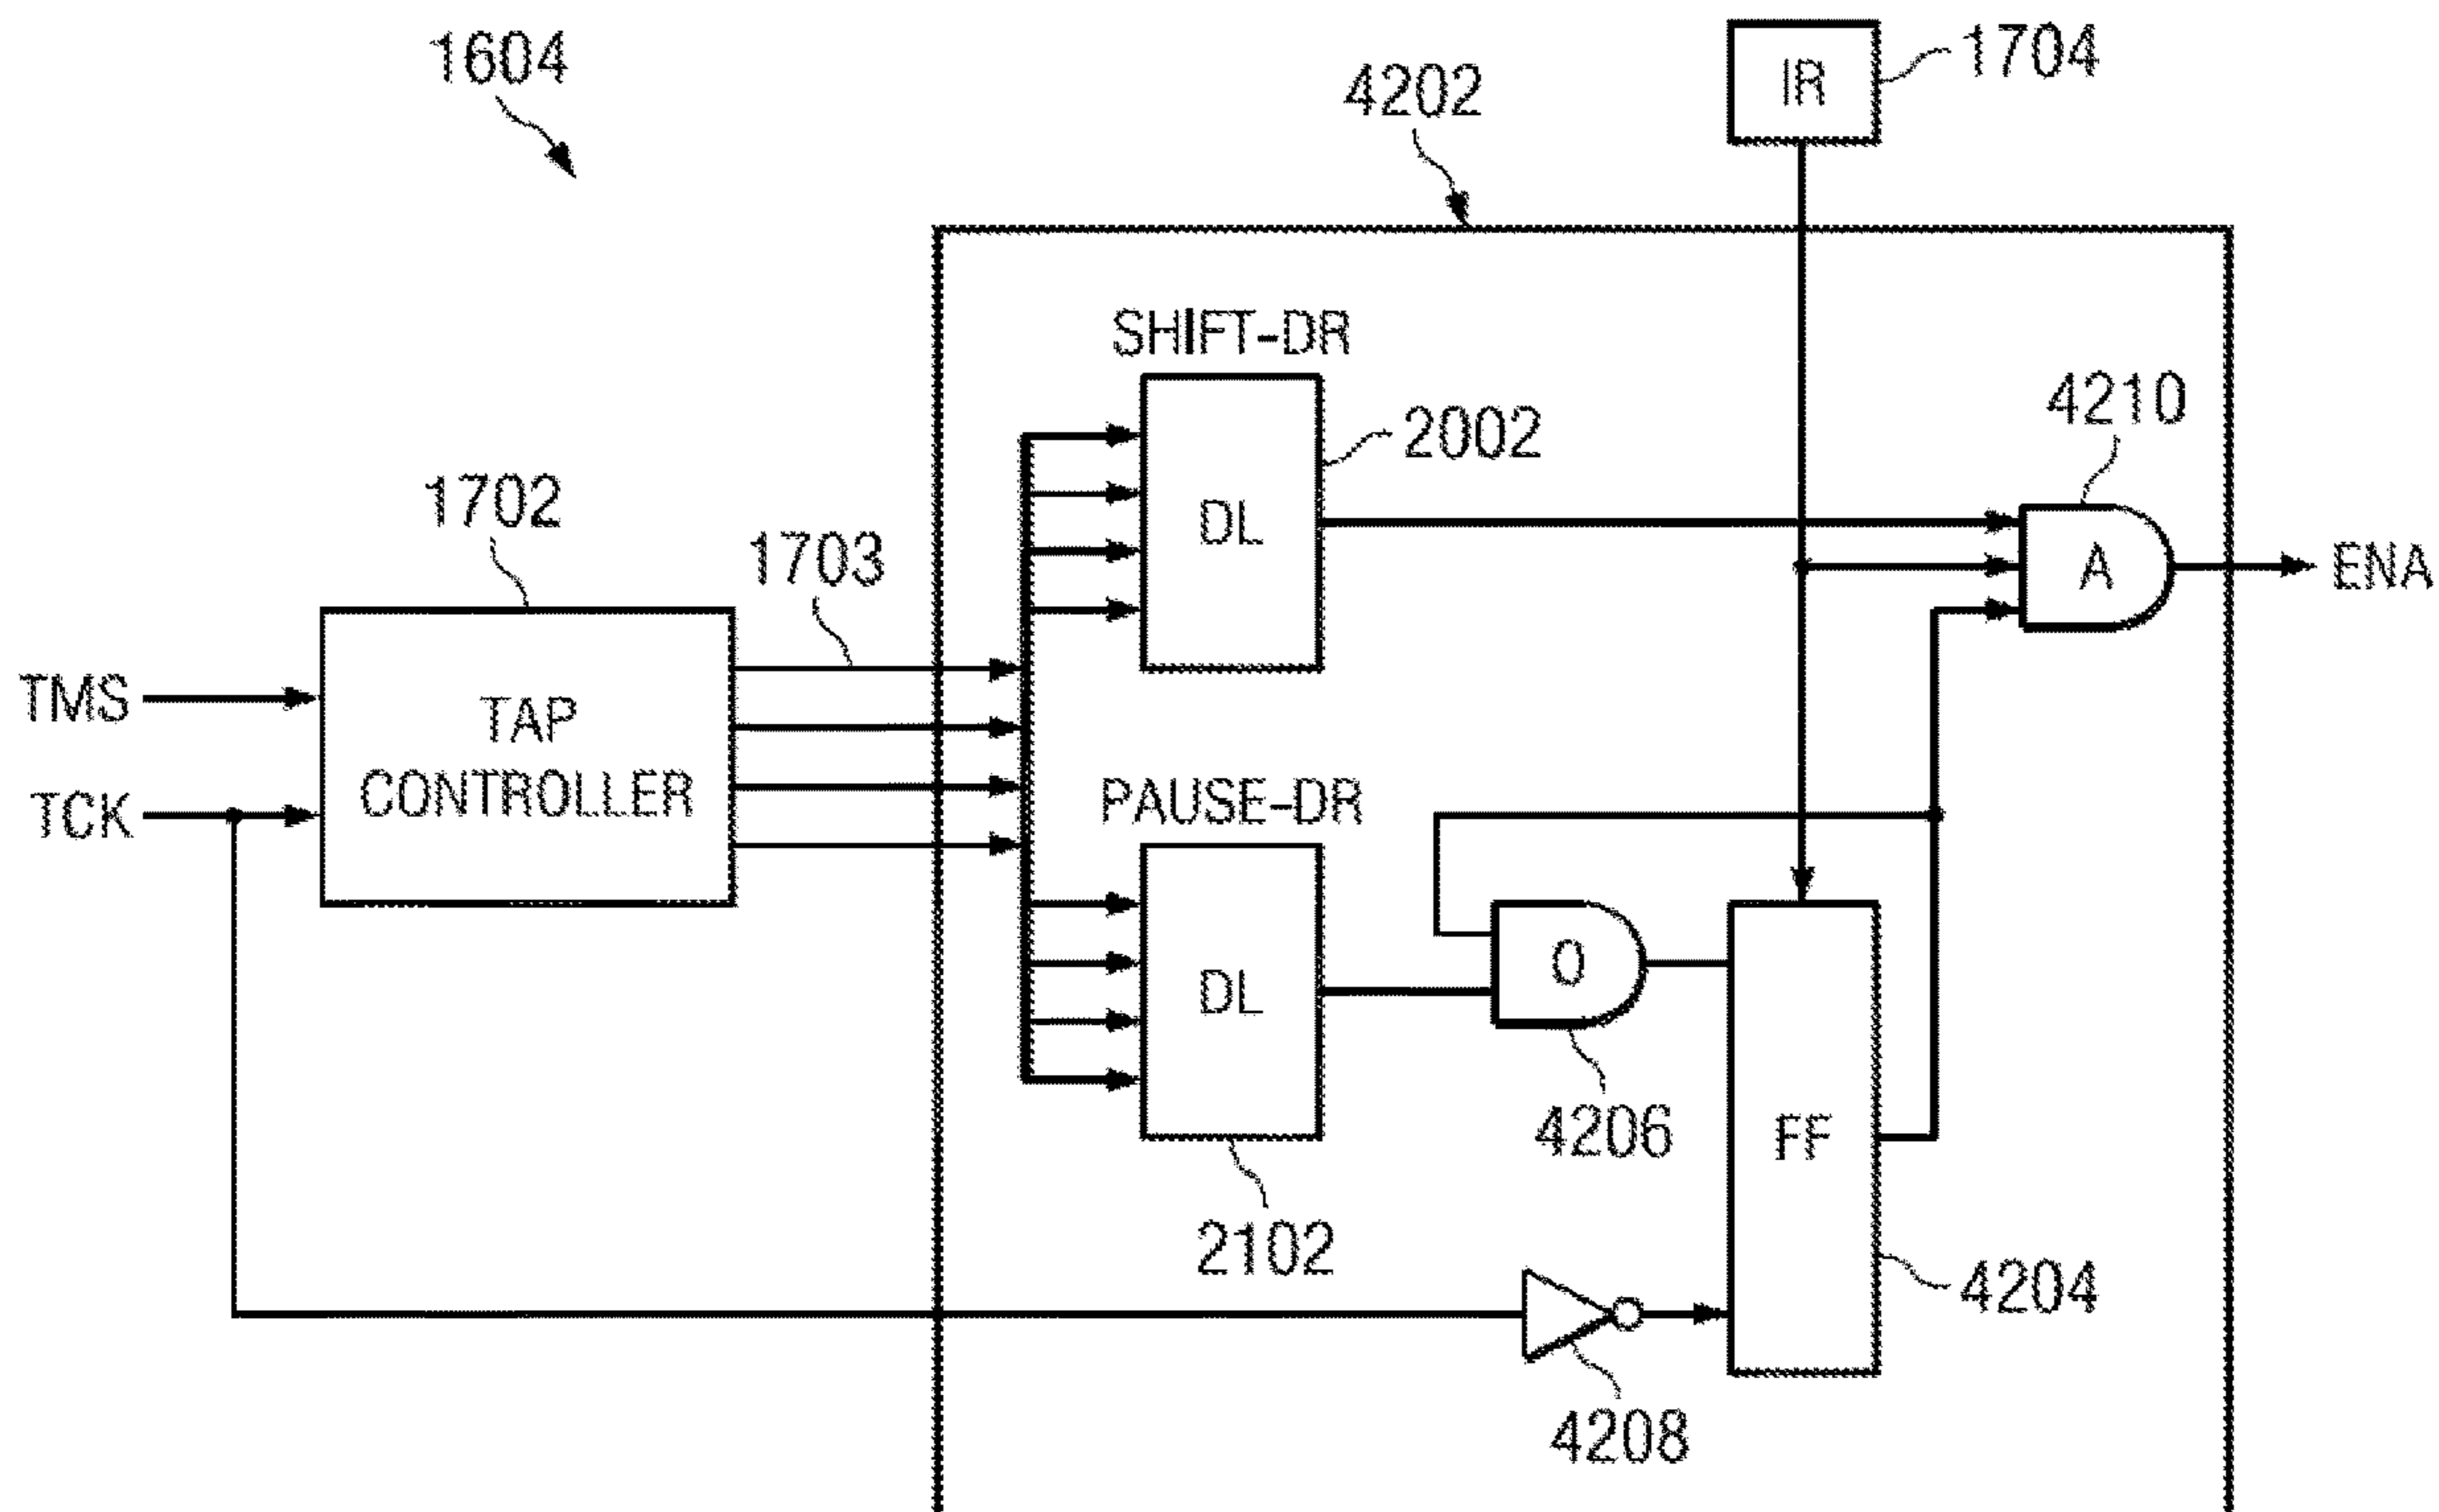 1604
4202
IR
1704
SHIFT-DR
4210
2002
1702
1703
DL
A
ENA
TMS
TAP
CONTROLLER
TCK
PAUSE-DR
O
DL
4206
FF
2102
4204
4208